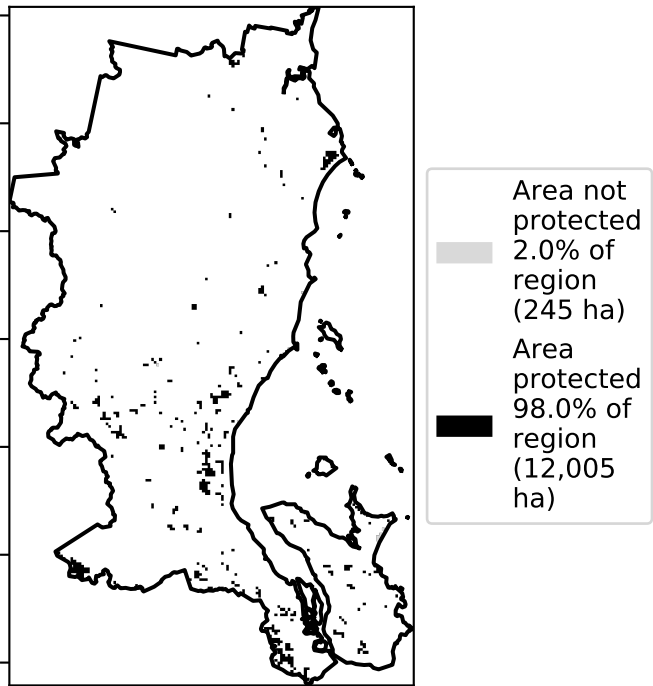 Area not
protected
2.0% of
region
(245 ha)
Area
protected
98.0% of
region
(12,005
ha)